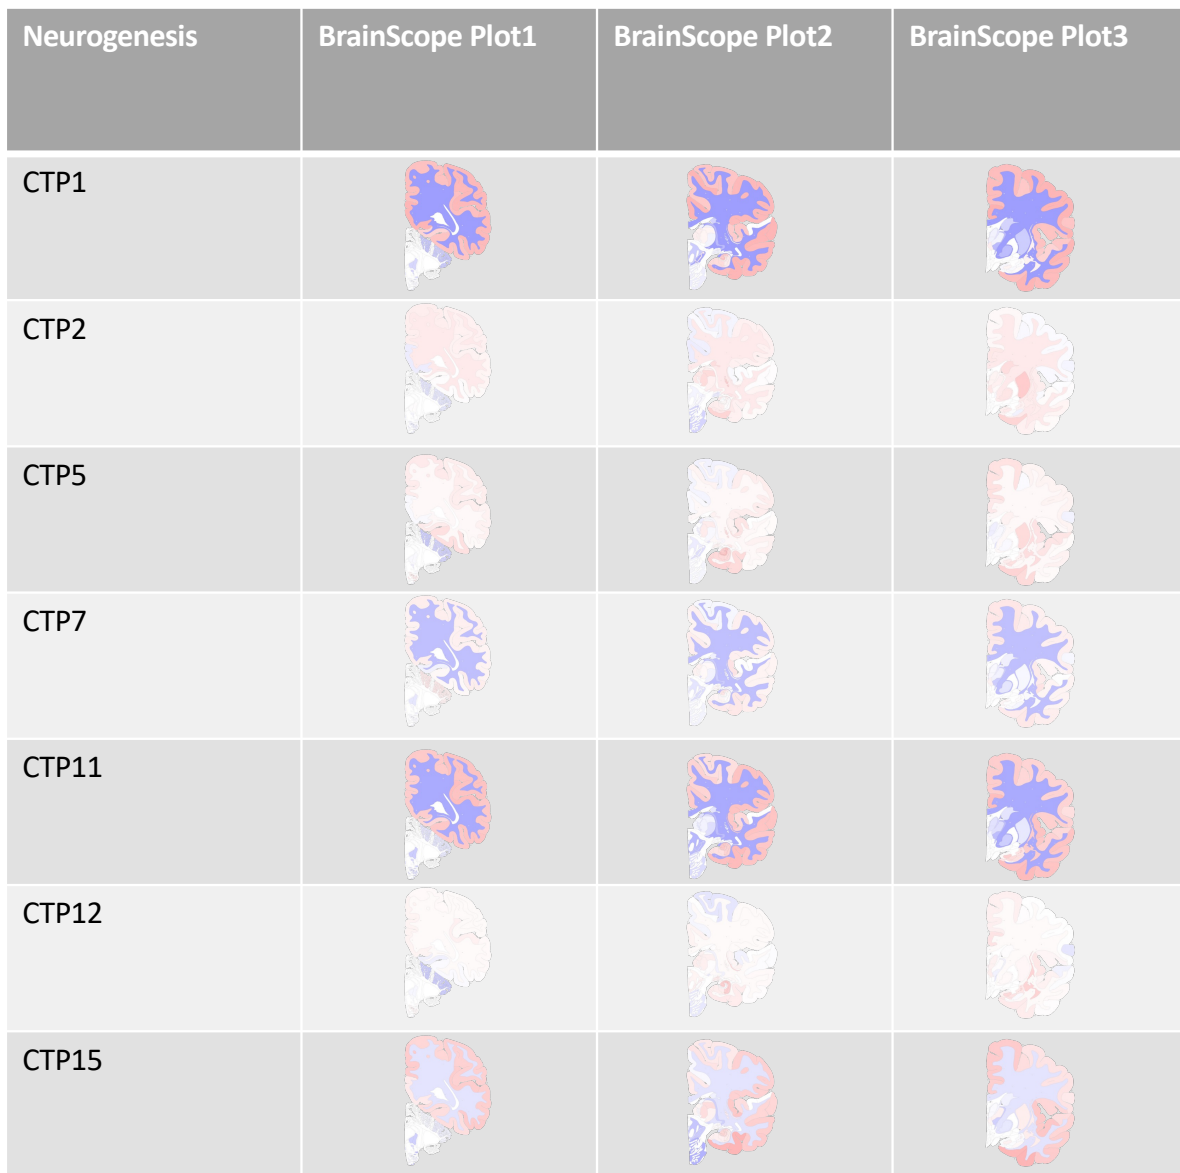 Neurogenesis
BrainScope Plot1
BrainScope Plot2
BrainScope Plot3
CTP1
CTP2
CTP5
CTP7
CTP11
CTP12
CTP15